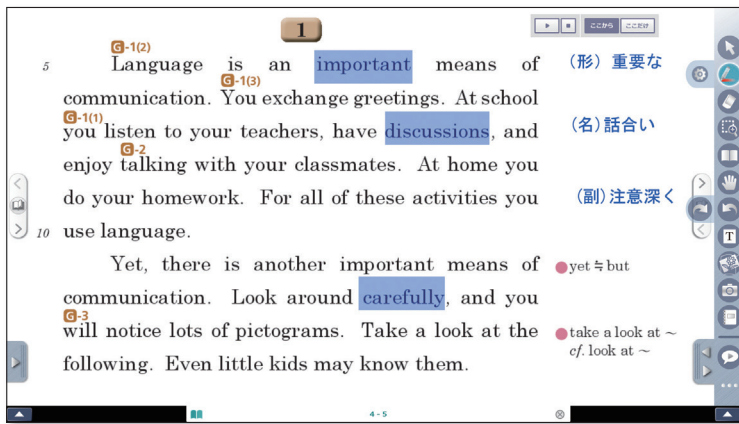 1
ここから ここだけ
G-1(2)
5 Language is an important means of (形) 重要な
G-1(3)
communication. You exchange greetings. At school
G-1(1)
you listen to your teachers, have discussions, and (名)話合い
G-2
enjoy talking with your classmates. At home you
do your homework. For all of these activities you (副)注意深く
10 use language.
Yet, there is another important means of yet≒but
communication. Look around carefully, and you
G-3
will notice lots of pictograms. Take a look at the take a look at ~
following. Even little kids may know them. cf. look at ~
T
4-5